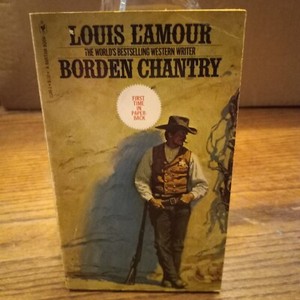 LOUIS L'AMOUR
THE WORLD'S BESTSELLING WESTERN WRITER
BORDEN CHANTRY
FIRST
TIME
IN
PAPER
BACK